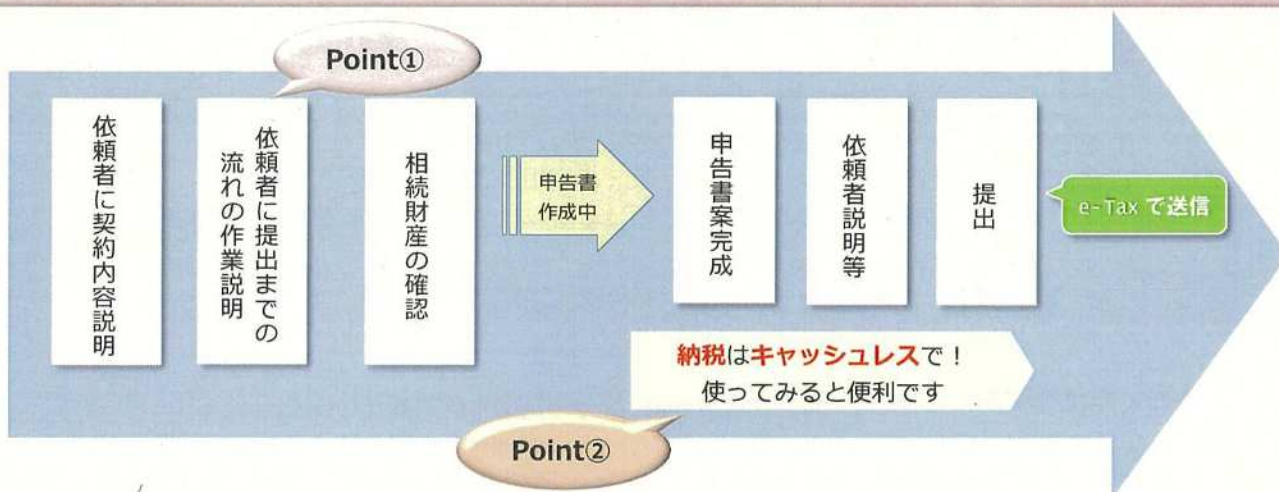 Point①
依頼者に契約内容説明
依頼者に提出までの
流れの作業説明
相続財産の確認
申告書
作成中
申告書案完成
依頼者説明等
提出
e-Tax で送信
納税はキャッシュレスで！
使ってみると便利です
Point②